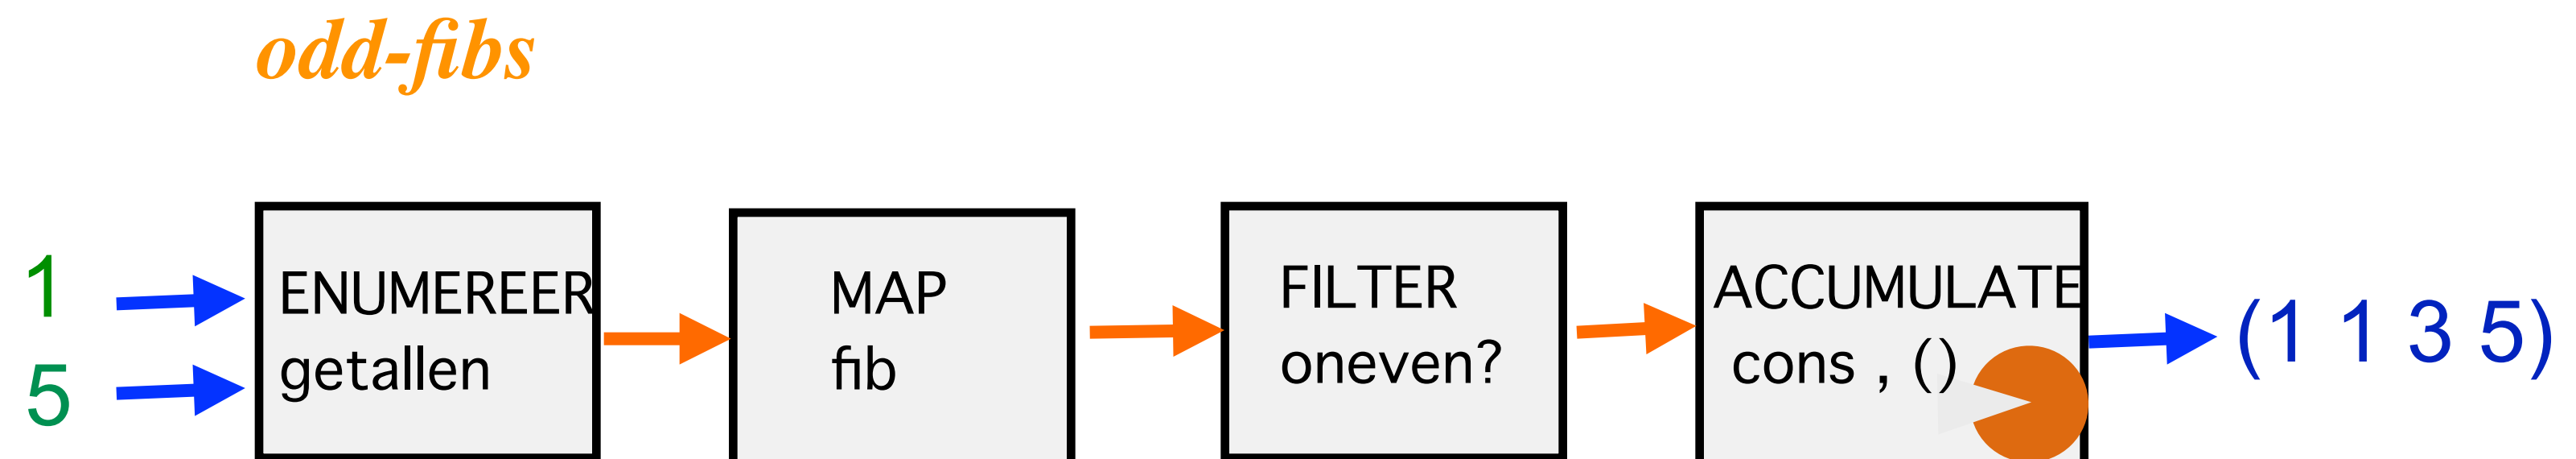 odd-fibs
1
5
ENUMEREER
getallen
MAP
fib
FILTER
oneven?
ACCUMULATE
cons , ()
(1 1 3 5)